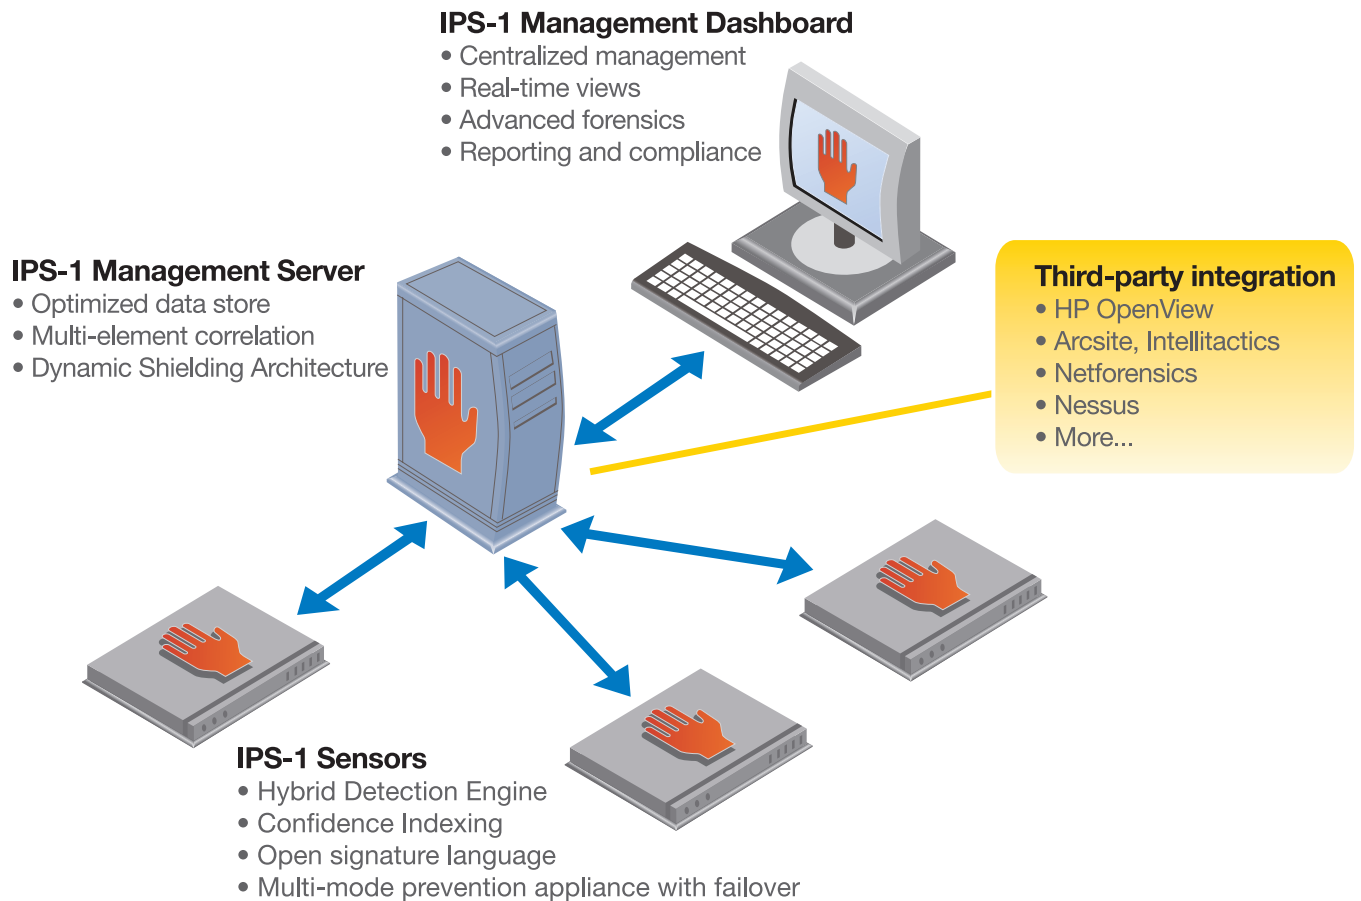 IPS-1 Management Dashboard
• Centralized management
• Real-time views
• Advanced forensics
• Reporting and compliance
IPS-1 Management Server
• Optimized data store
• Multi-element correlation
• Dynamic Shielding Architecture
Third-party integration
• HP OpenView
• Arcsite, Intellitactics
• Netforensics
• Nessus
• More...
IPS-1 Sensors
• Hybrid Detection Engine
• Confidence Indexing
• Open signature language
• Multi-mode prevention appliance with failover